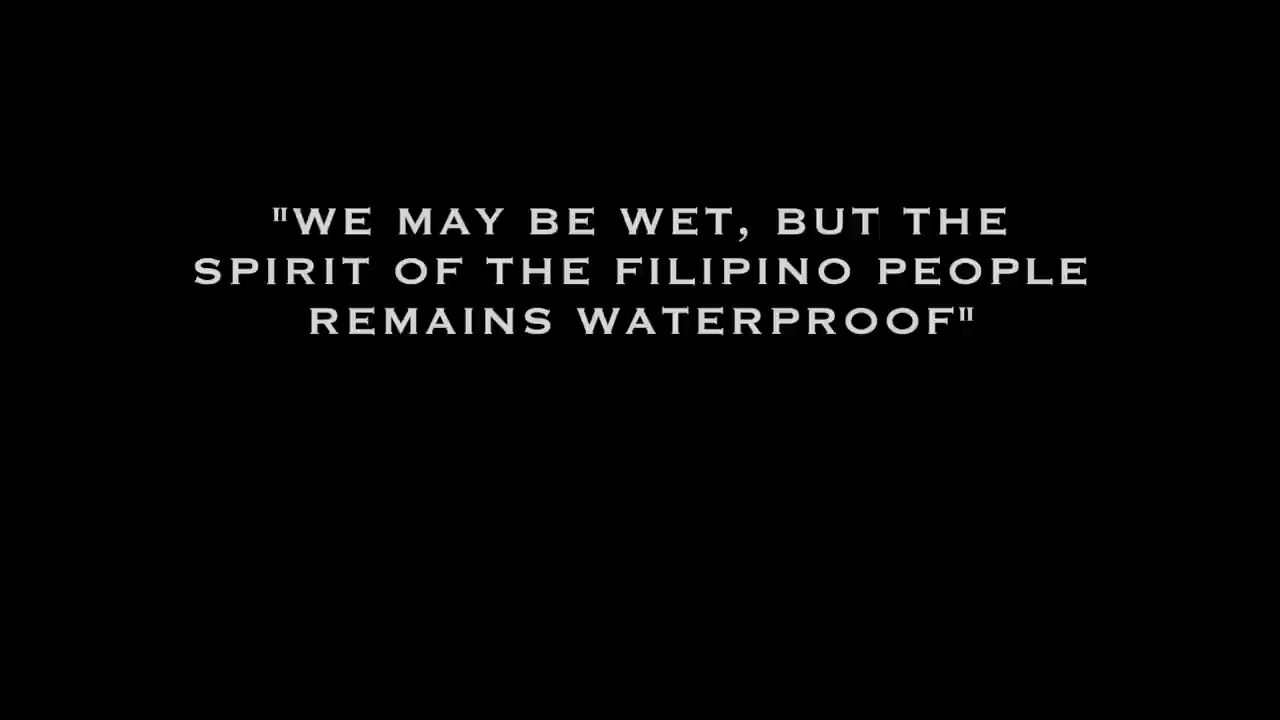 "WE MAY BE WET, BUT THE
SPIRIT OF THE FILIPINO PEOPLE
REMAINS WATERPROOF"